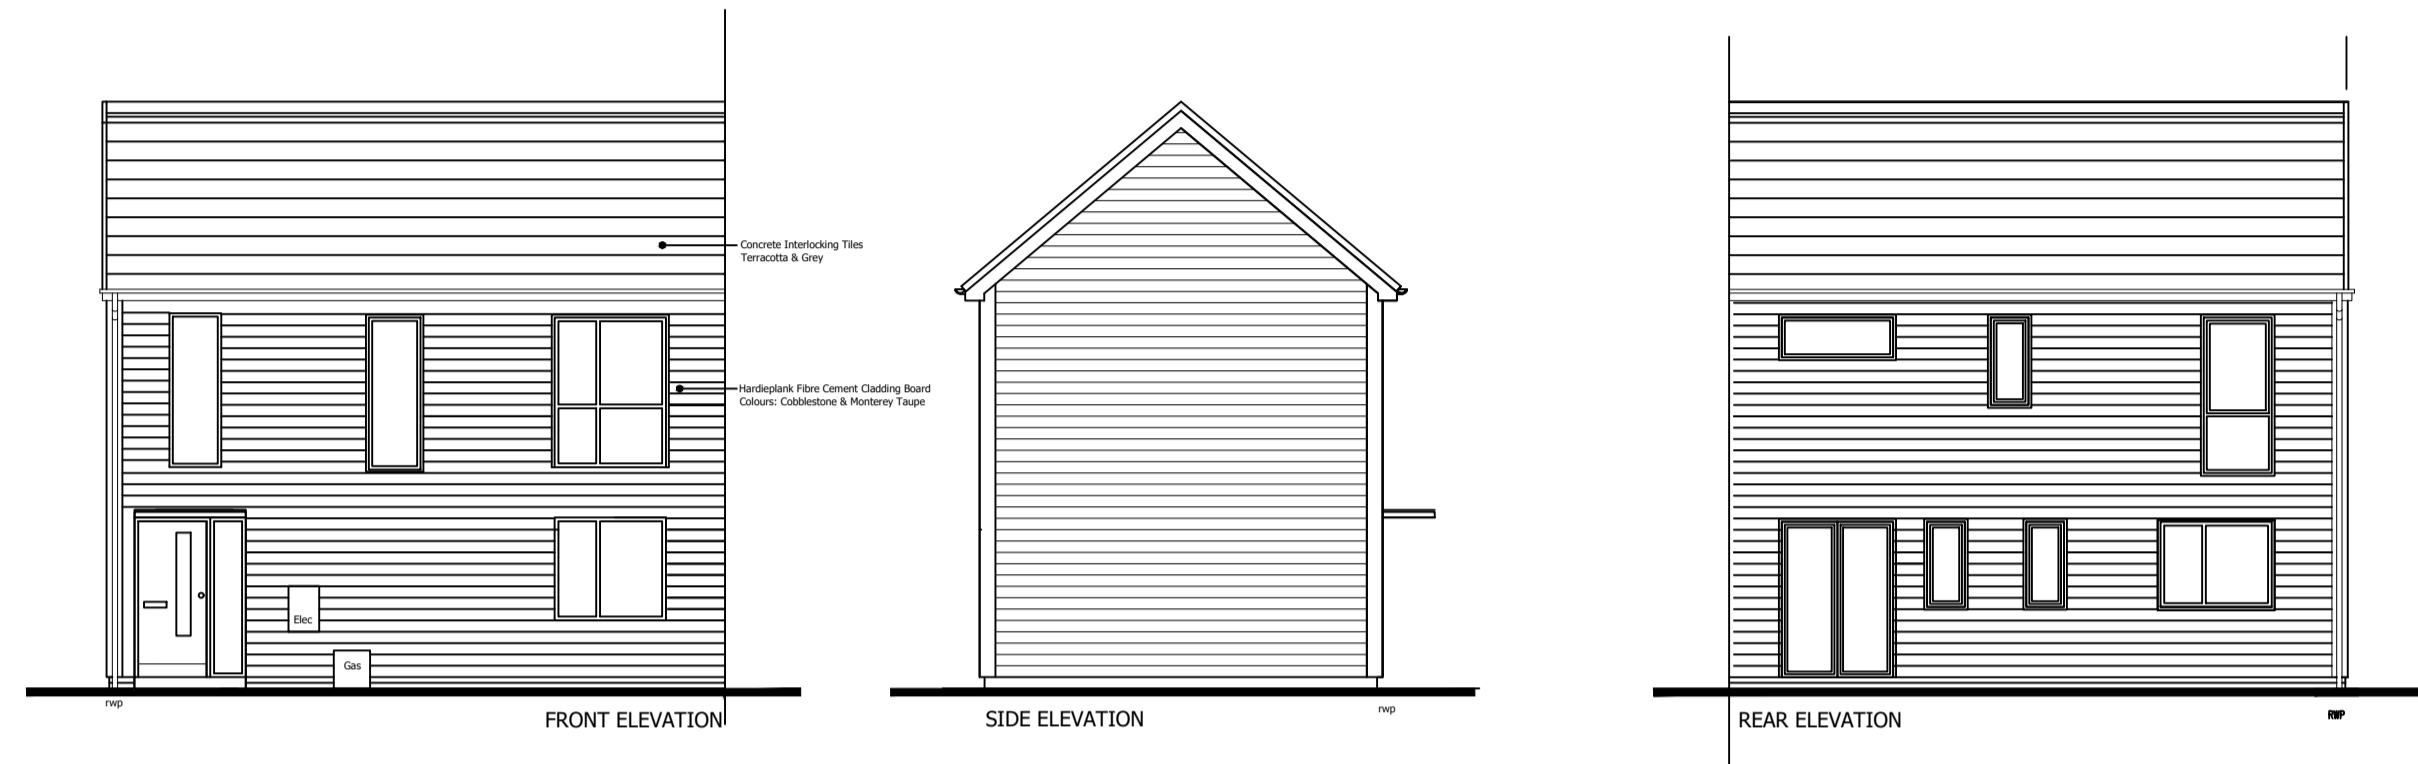 Concrete Interlocking Tiles
Terracotta & Grey
Hardieplank Fibre Cement Cladding Board
Colours: Cobblestone & Monterey Taupe
Elec
Gas
rwp
FRONT ELEVATION
SIDE ELEVATION
rwp
REAR ELEVATION
RWP